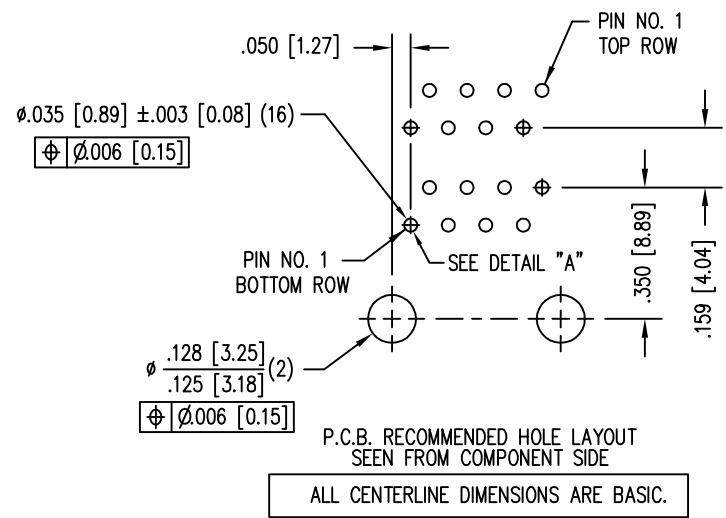 PIN NO. 1
TOP ROW
.050 [1.27]
⌀.035 [0.89] ±.003 [0.08] (16)
⌖ ⌀.006 [0.15]
.350 [8.89]
.159 [4.04]
PIN NO. 1
BOTTOM ROW
SEE DETAIL "A"
⌀ .128 [3.25]
.125 [3.18] (2)
⌖ ⌀.006 [0.15]
P.C.B. RECOMMENDED HOLE LAYOUT
SEEN FROM COMPONENT SIDE
ALL CENTERLINE DIMENSIONS ARE BASIC.